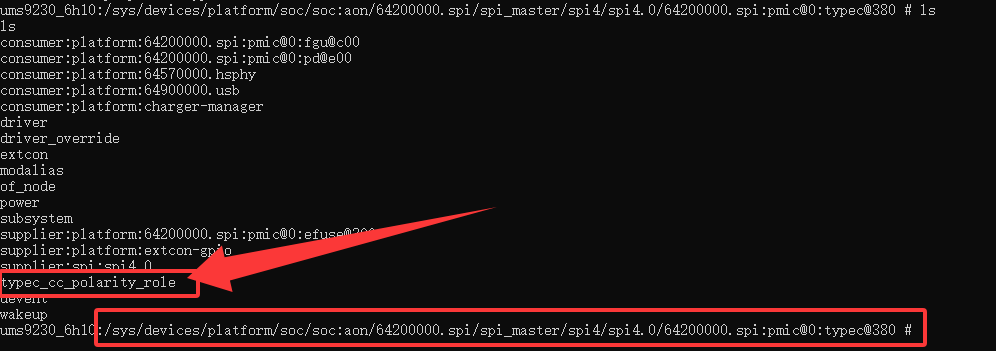 ums9230_6h10:/sys/devices/platform/soc/soc:aon/64200000.spi/spi_master/spi4/spi4.0/64200000.spi:pmic@0:typec@380 # ls
ls
consumer:platform:64200000.spi:pmic@0:fgu@c00
consumer:platform:64200000.spi:pmic@0:pd@e00
consumer:platform:64570000.hsphy
consumer:platform:64900000.usb
consumer:platform:charger-manager
driver
driver_override
extcon
modalias
of_node
power
subsystem
supplier:platform:64200000.spi:pmic@0:
supplier:platform:extcon-gpio
supplier:spi:spi4.0
typec_cc_polarity_role
uevent
wakeup
ums9230_6h10:/sys/devices/platform/soc/soc:aon/64200000.spi/spi_master/spi4/spi4.0/64200000.spi:pmic@0:typec@380 #